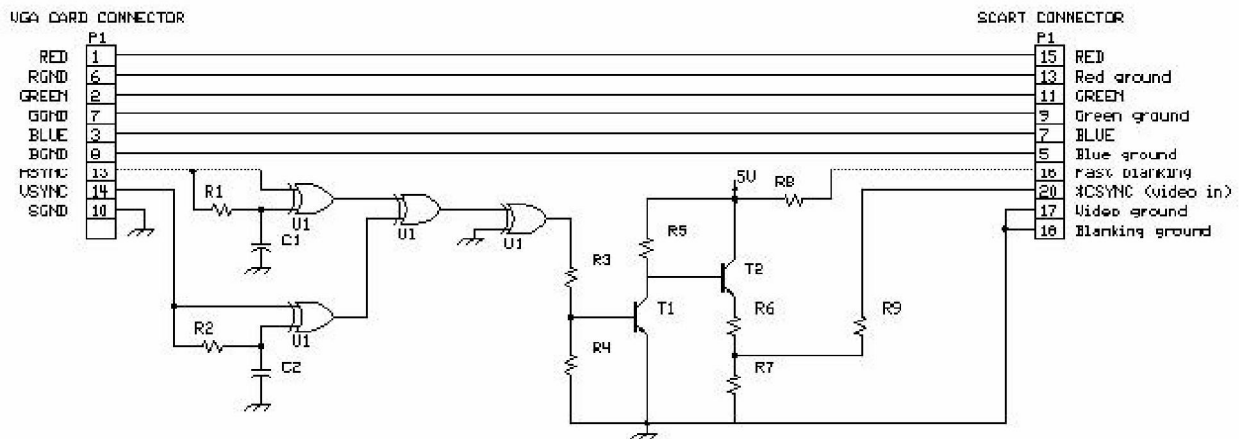 VGA CARD CONNECTOR
SCART CONNECTOR
P1
P1
RED 1
15 RED
RGND 6
13 Red ground
GREEN 2
11 GREEN
GGND 7
9 Green ground
BLUE 3
7 BLUE
BGND 8
5 Blue ground
HSYNC 13
16 Fast blanking
VSYNC 14
20 *CSYNC (video in)
SGND 10
17 Video ground
18 Blanking ground
R1
C1
U1
U1
U1
5V
R8
R5
R3
T2
T1
R6
R9
R2
U1
C2
R4
R7